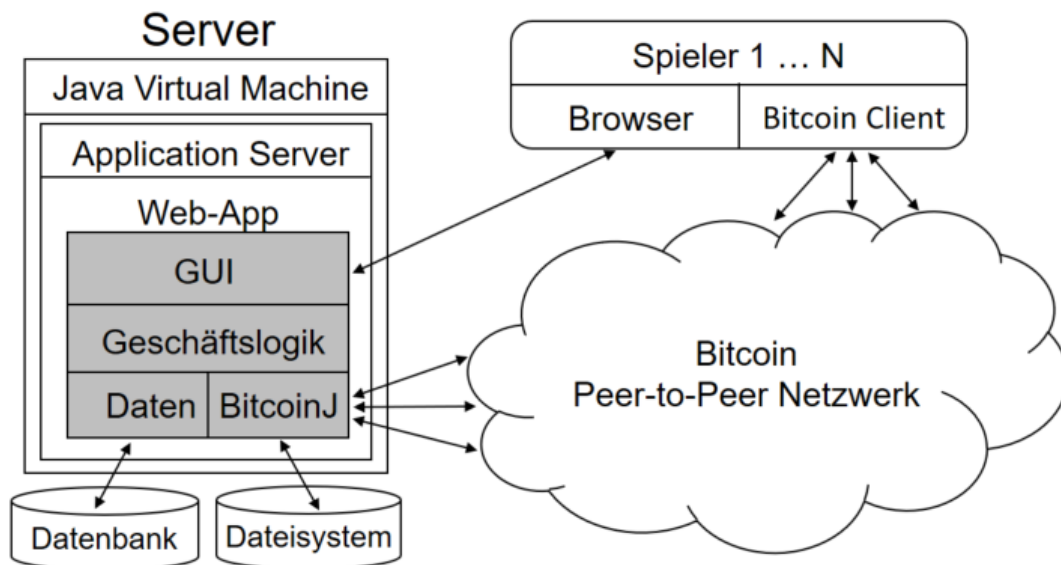 Server
Java Virtual Machine
Application Server
Web-App
GUI
Geschäftslogik
Daten
BitcoinJ
Datenbank
Dateisystem
Spieler 1 … N
Browser
Bitcoin Client
Bitcoin
Peer-to-Peer Netzwerk